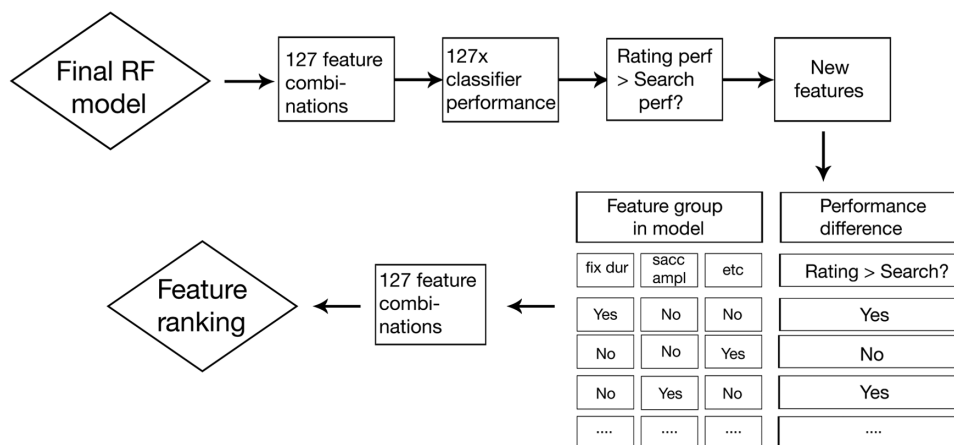 Final RF
model
127 feature
combi-
nations
127x
classifier
performance
Rating perf
> Search
perf?
New
features
Feature group
in model
Performance
difference
fix dur
sacc
ampl
etc
Rating > Search?
Yes
No
No
Yes
No
No
Yes
No
No
Yes
No
Yes
....
....
....
....
127 feature
combi-
nations
Feature
ranking